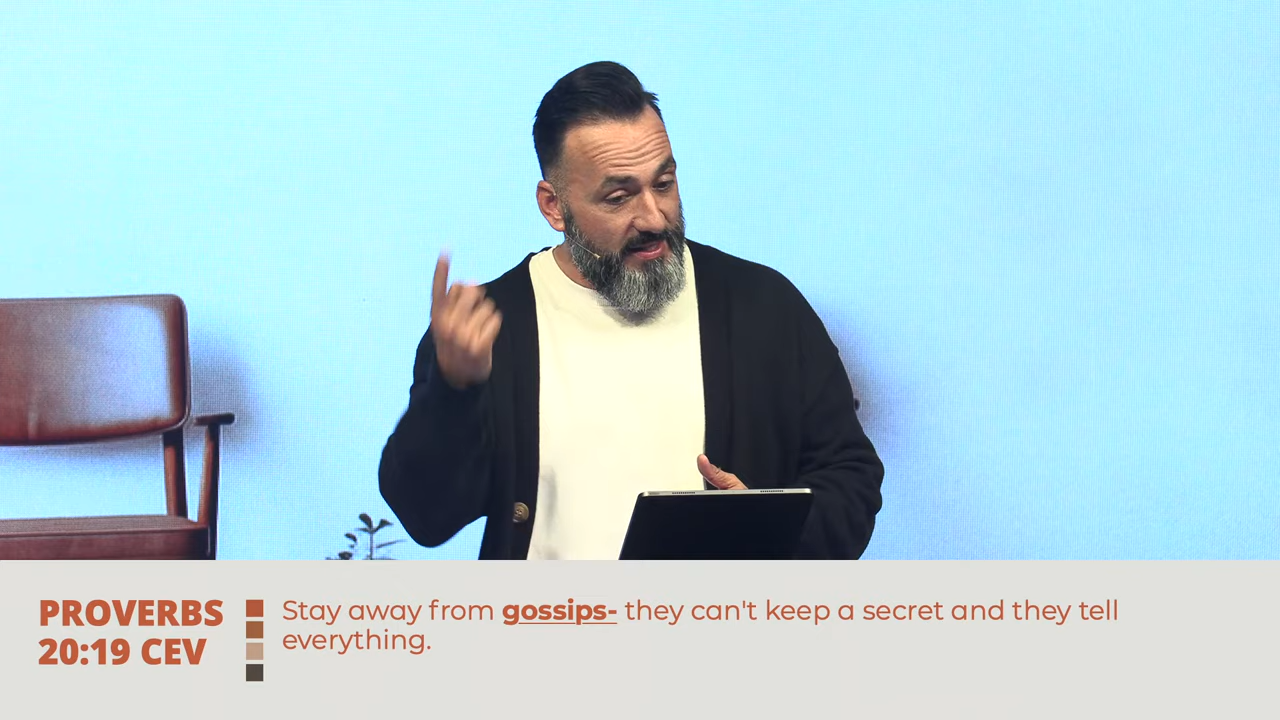 PROVERBS
20:19 CEV
Stay away from gossips- they can't keep a secret and they tell
everything.